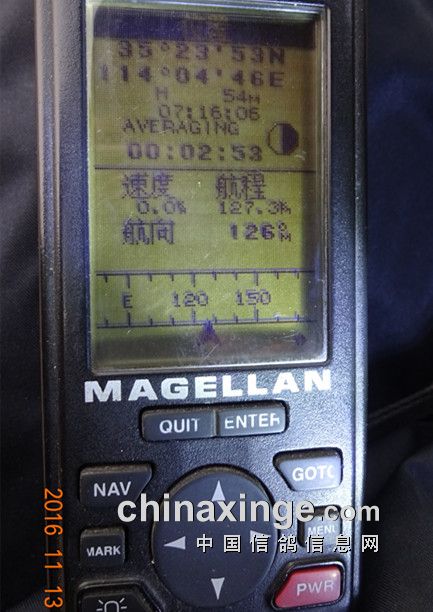 35°23'53N
114°04'46E
H 54M
07:16:06
AVERAGING
00:02:53
速度 航程
0.0 127.3
航向 126°M
E 120 150
MAGELLAN
QUIT ENTER
NAV GOTO
chinaxinge.com
MARK 中国信鸽信息网 MENU
PWR
2016 11 13